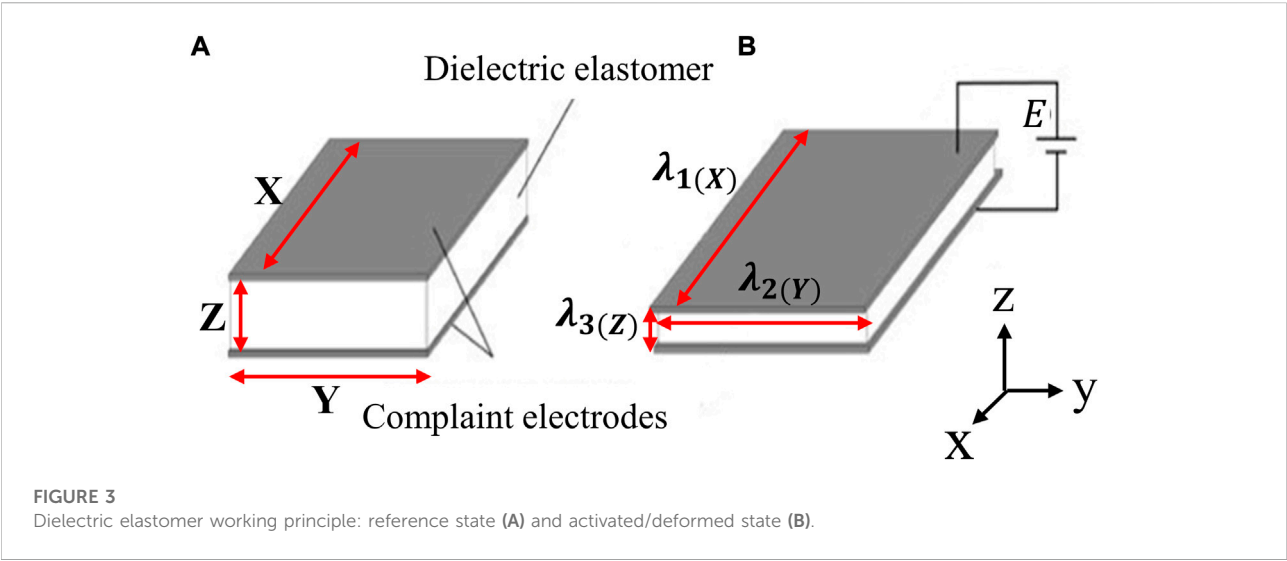 A
B
Dielectric elastomer
E
X
λ1(X)
λ2(Y)
Z
λ3(Z)
Y
Complaint electrodes
z
y
x
FIGURE 3
Dielectric elastomer working principle: reference state (A) and activated/deformed state (B).